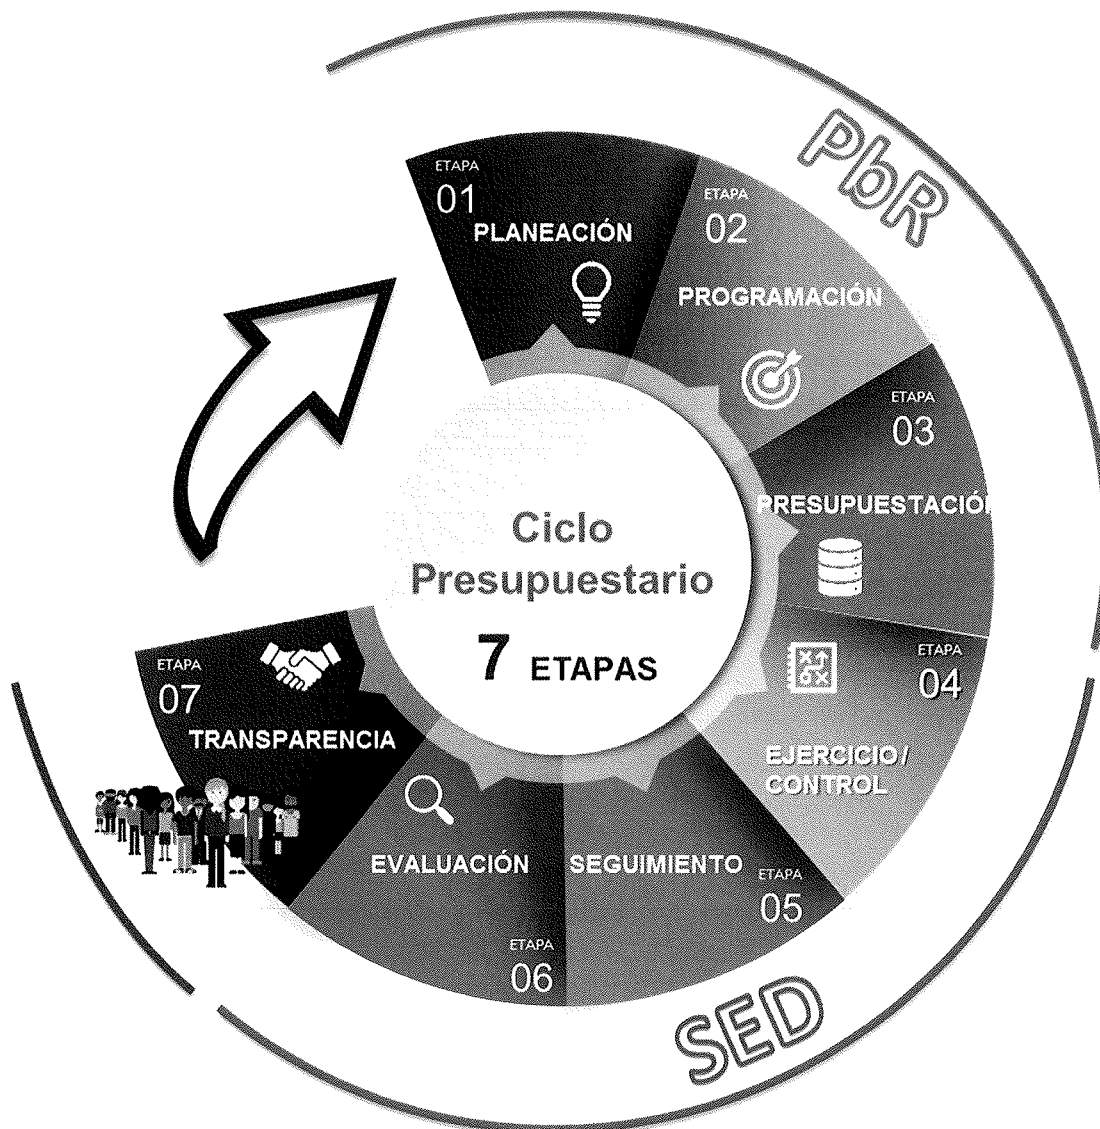 PbR
ETAPA
01
PLANEACIÓN
ETAPA
02
PROGRAMACIÓN
ETAPA
03
PRESUPUESTACIÓN
ETAPA
04
EJERCICIO /
CONTROL
ETAPA
05
SEGUIMIENTO
ETAPA
06
EVALUACIÓN
ETAPA
07
TRANSPARENCIA
Ciclo
Presupuestario
7 ETAPAS
SED